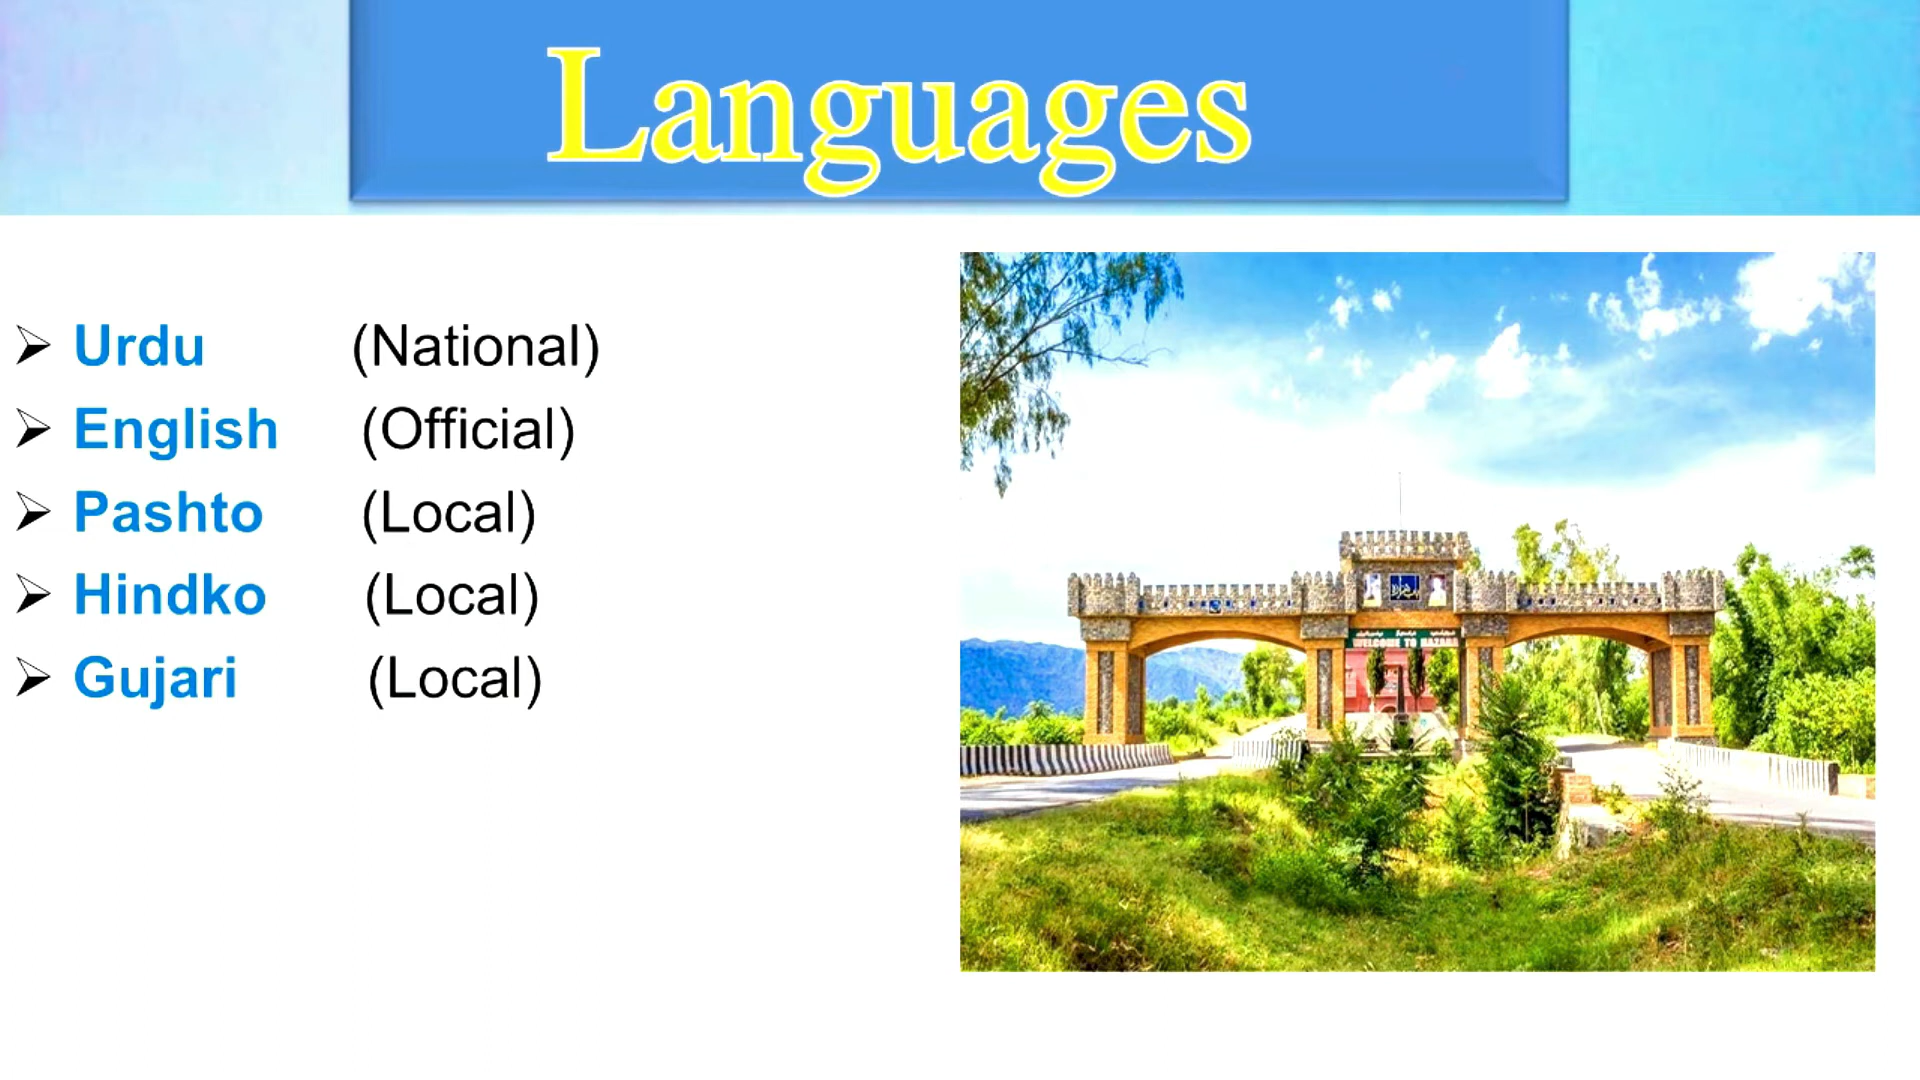 Languages
➢ Urdu (National)
➢ English (Official)
➢ Pashto (Local)
➢ Hindko (Local)
➢ Gujari (Local)
WELCOME TO HAZARA